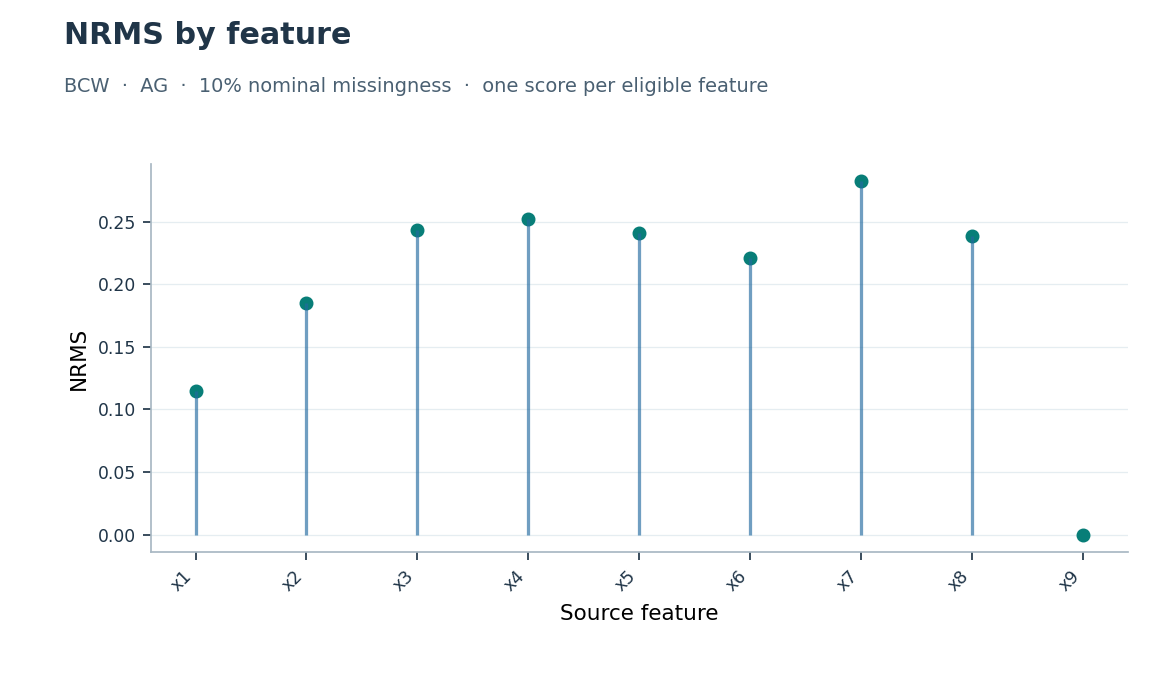 NRMS by feature
BCW · AG · 10% nominal missingness · one score per eligible feature
NRMS
0.25
0.20
0.15
0.10
0.05
0.00
x1 x2 x3 x4 x5 x6 x7 x8 x9
Source feature